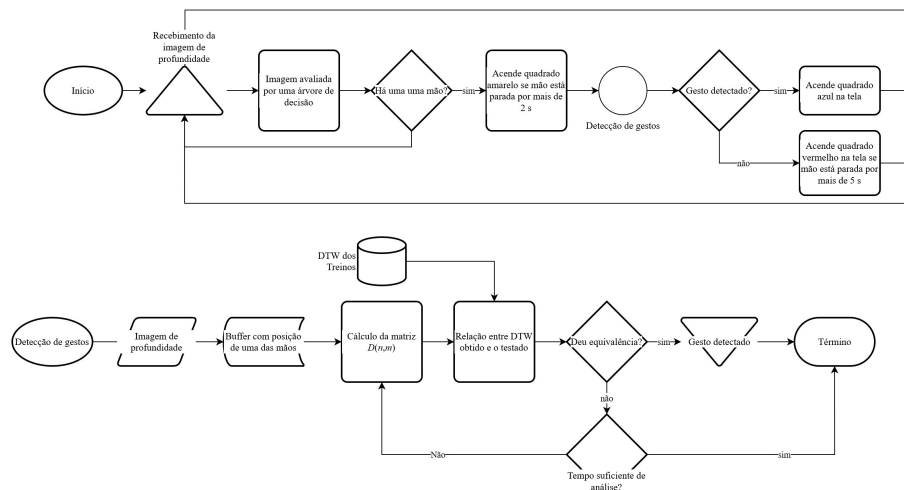 Recebimento da
imagem de
profundidade
Início
Imagem avaliada
por uma árvore de
decisão
Há uma uma mão?
sim
Acende quadrado
amarelo se mão está
parada por mais de
2 s
Detecção de gestos
Gesto detectado?
sim
Acende quadrado
azul na tela
não
Acende quadrado
vermelho na tela se
mão está parada por
mais de 5 s
DTW dos
Treinos
Detecção de gestos
Imagem de
profundidade
Buffer com posição
de uma das mãos
Cálculo da matriz
D(n,m)
Relação entre DTW
obtido e o testado
Deu equivalência?
sim
Gesto detectado
Término
não
Não
Tempo suficiente de
análise?
sim